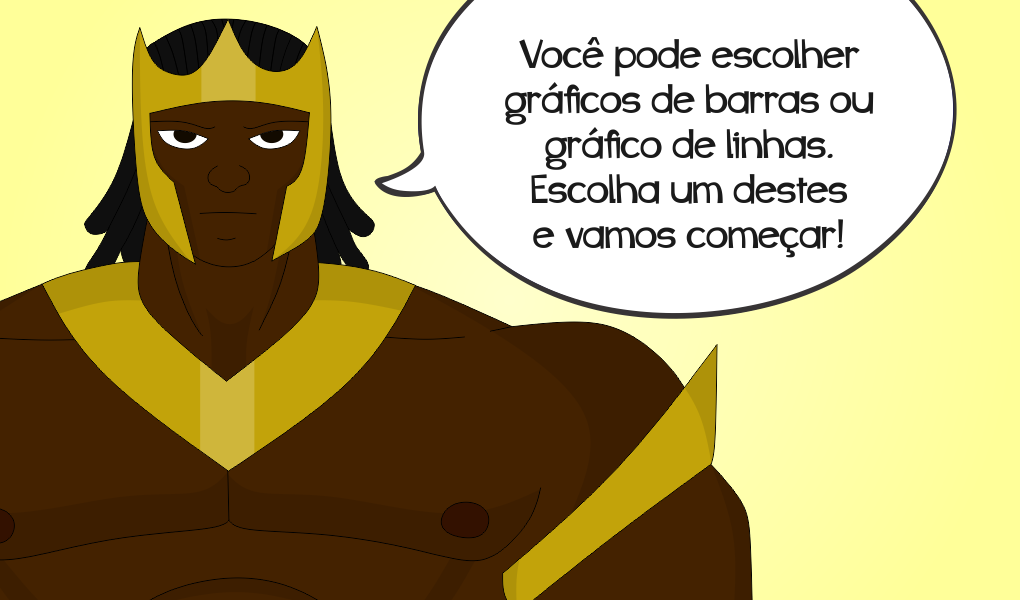 Você pode escolher
gráficos de barras ou
gráfico de linhas.
Escolha um destes
e vamos começar!